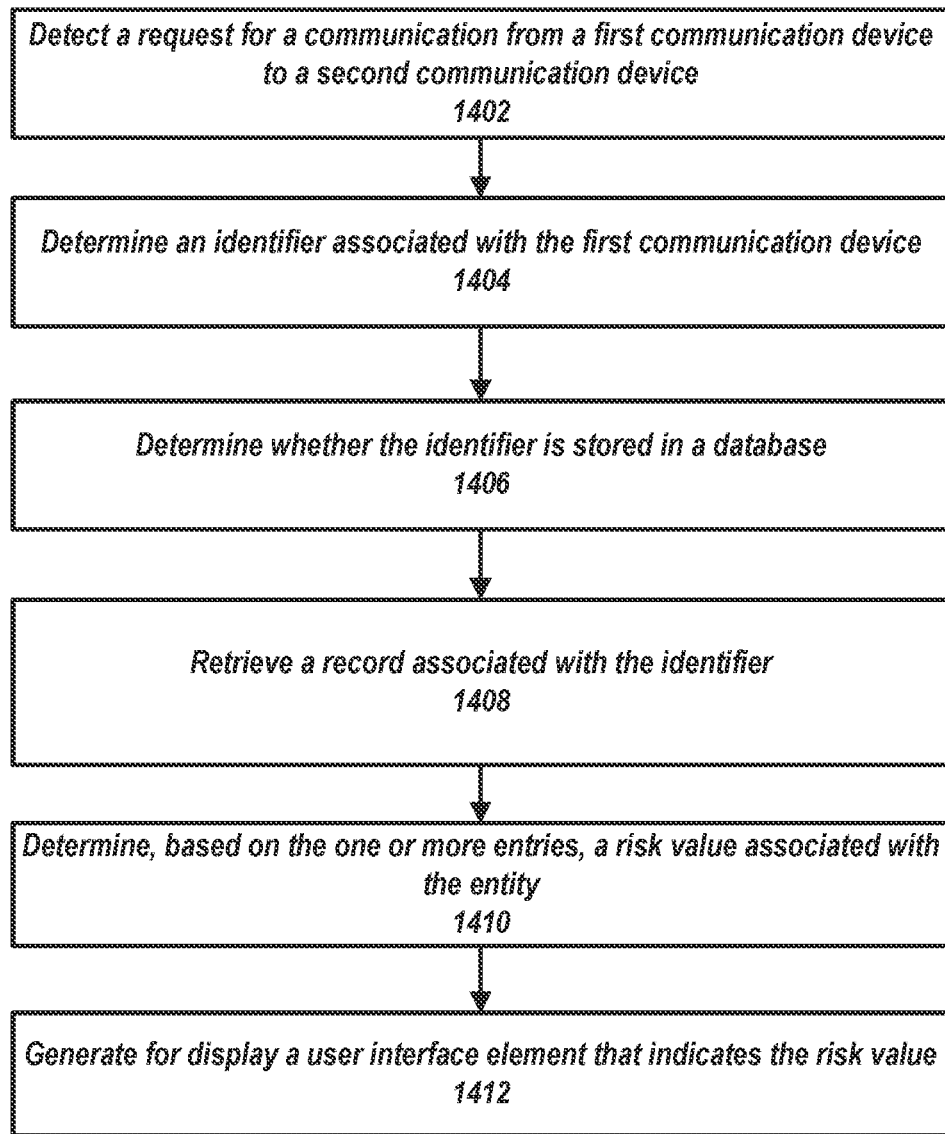 Detect a request for a communication from a first communication device
to a second communication device
1402
Determine an identifier associated with the first communication device
1404
Determine whether the identifier is stored in a database
1406
Retrieve a record associated with the identifier
1408
Determine, based on the one or more entries, a risk value associated with
the entity
1410
Generate for display a user interface element that indicates the risk value
1412